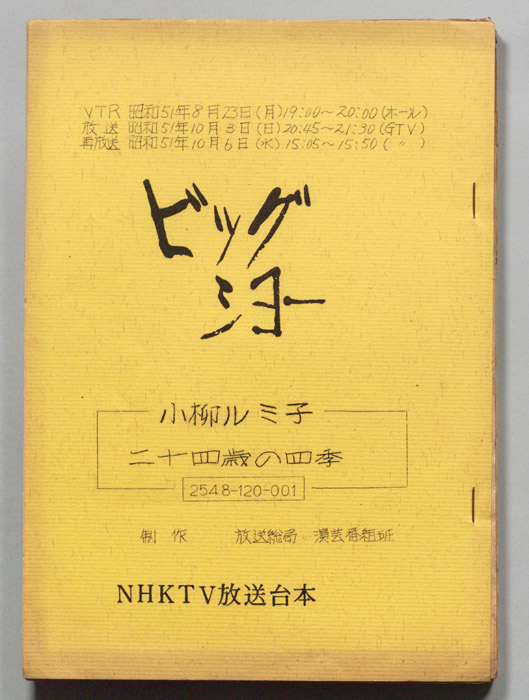 VTR 昭和51年8月23日(月)19:00～20:00(ホール)
放送 昭和51年10月3日(日)20:45～21:30(GTV)
再放送 昭和51年10月6日(水)15:05～15:50(〃)
ビッグ
ショー
小柳ルミ子
二十四歳の四季
2548-120-001
制作 放送総局 演芸番組班
NHKTV放送台本